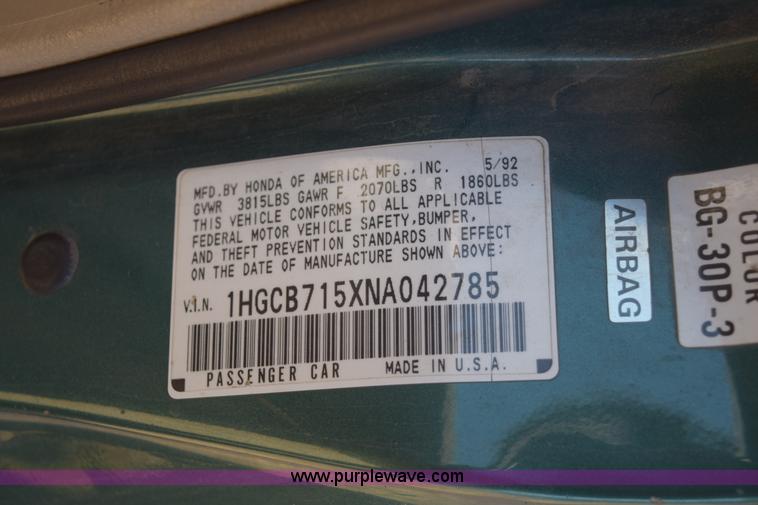 MFD.BY HONDA OF AMERICA MFG.,INC. 5/92
GVWR 3815LBS GAWR F 2070LBS R 1860LBS
THIS VEHICLE CONFORMS TO ALL APPLICABLE
FEDERAL MOTOR VEHICLE SAFETY,BUMPER,
AND THEFT PREVENTION STANDARDS IN EFFECT
ON THE DATE OF MANUFACTURE SHOWN ABOVE:
V.I.N. 1HGCB715XNA042785
PASSENGER CAR MADE IN U.S.A.
AIRBAG
COLOR
BG-30P-3
www.purplewave.com